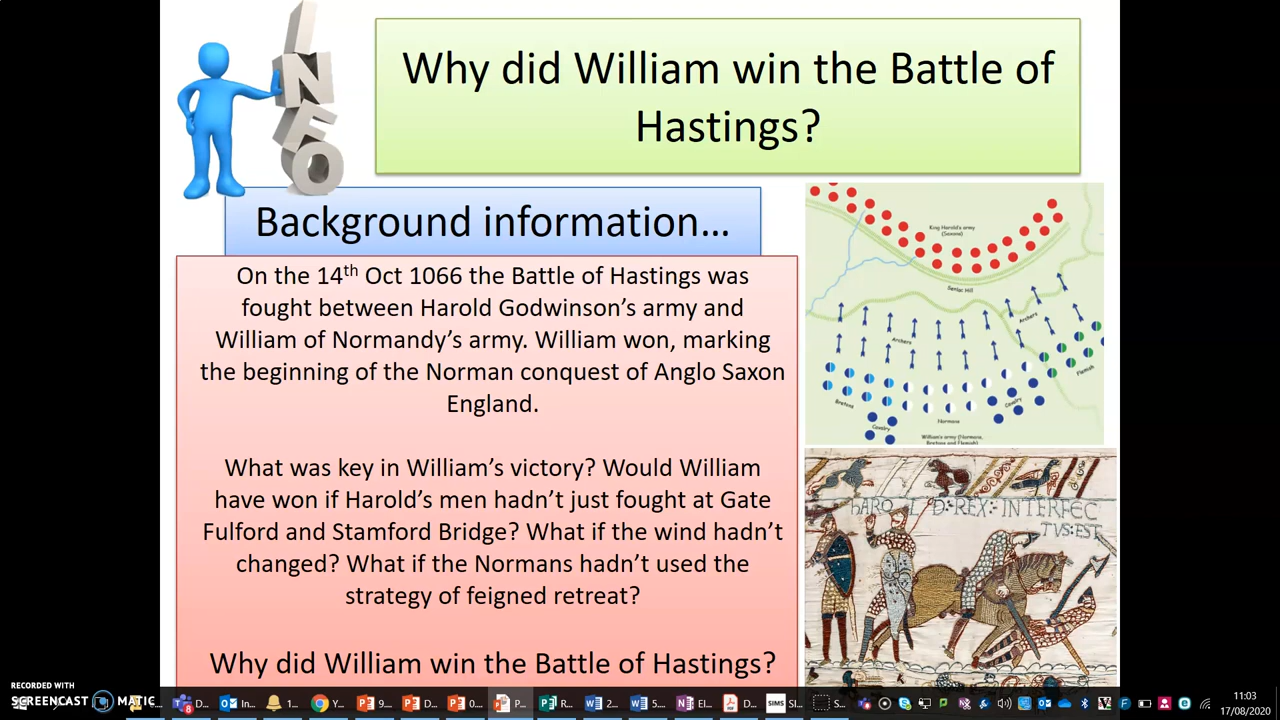 INFO
Why did William win the Battle of
Hastings?
Background information...
On the 14th Oct 1066 the Battle of Hastings was
fought between Harold Godwinson's army and
William of Normandy's army. William won, marking
the beginning of the Norman conquest of Anglo Saxon
England.
What was key in William's victory? Would William
have won if Harold's men hadn't just fought at Gate
Fulford and Stamford Bridge? What if the wind hadn't
changed? What if the Normans hadn't used the
strategy of feigned retreat?
Why did William win the Battle of Hastings?
King Harold's army
(Saxons)
Senlac Hill
Archers
Archers
Flemish
Bretons
Cavalry
Normans
Cavalry
William's army (Normans,
Bretons and Flemish)
HAROLD:REX:INTERFEC
TVS:EST
RECORDED WITH
SCREENCAST MATIC
11:03
17/08/2020